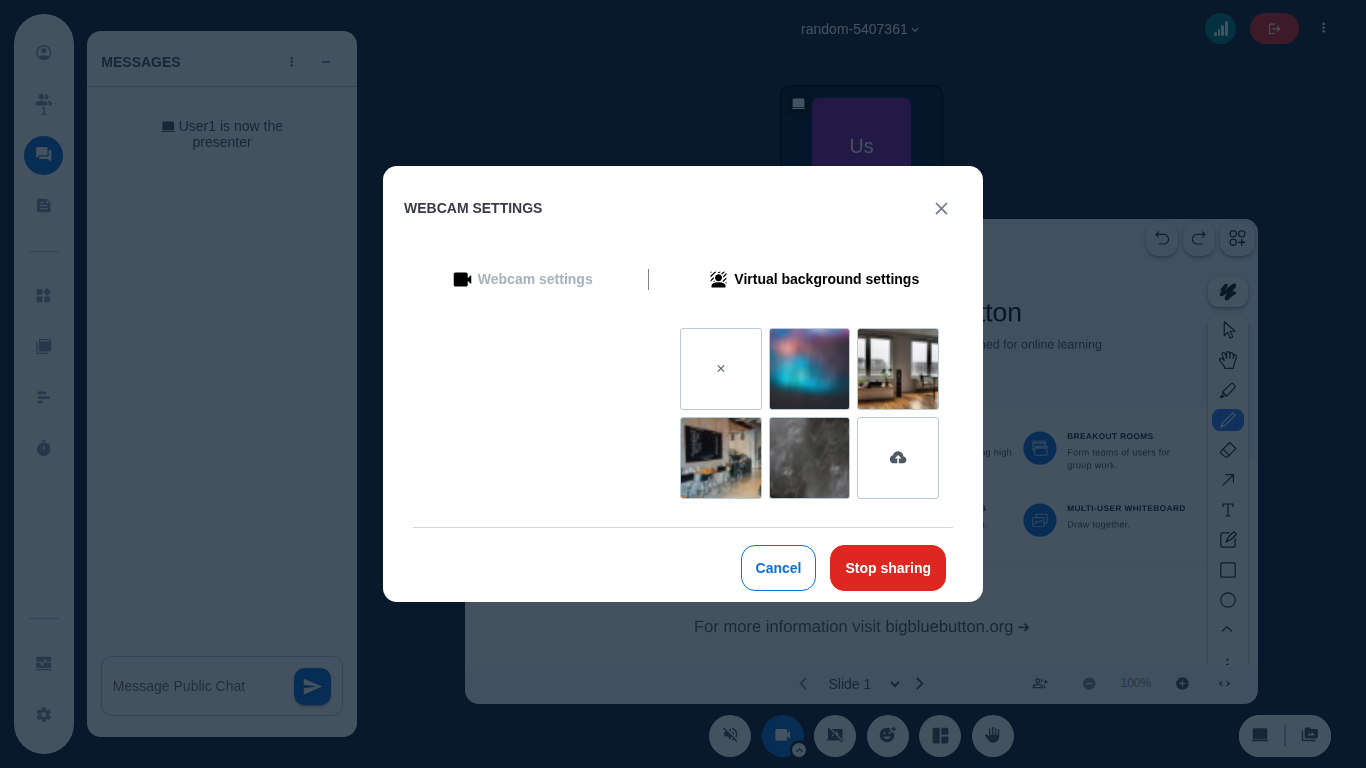 random-5407361
1
MESSAGES
User1 is now the
presenter
Us
WEBCAM SETTINGS
Webcam settings
Virtual background settings
Cancel
Stop sharing
tton
ned for online learning
ng high
BREAKOUT ROOMS
Form teams of users for
group work.
S
MULTI-USER WHITEBOARD
Draw together.
For more information visit bigbluebutton.org →
Message Public Chat
Slide 1
100%